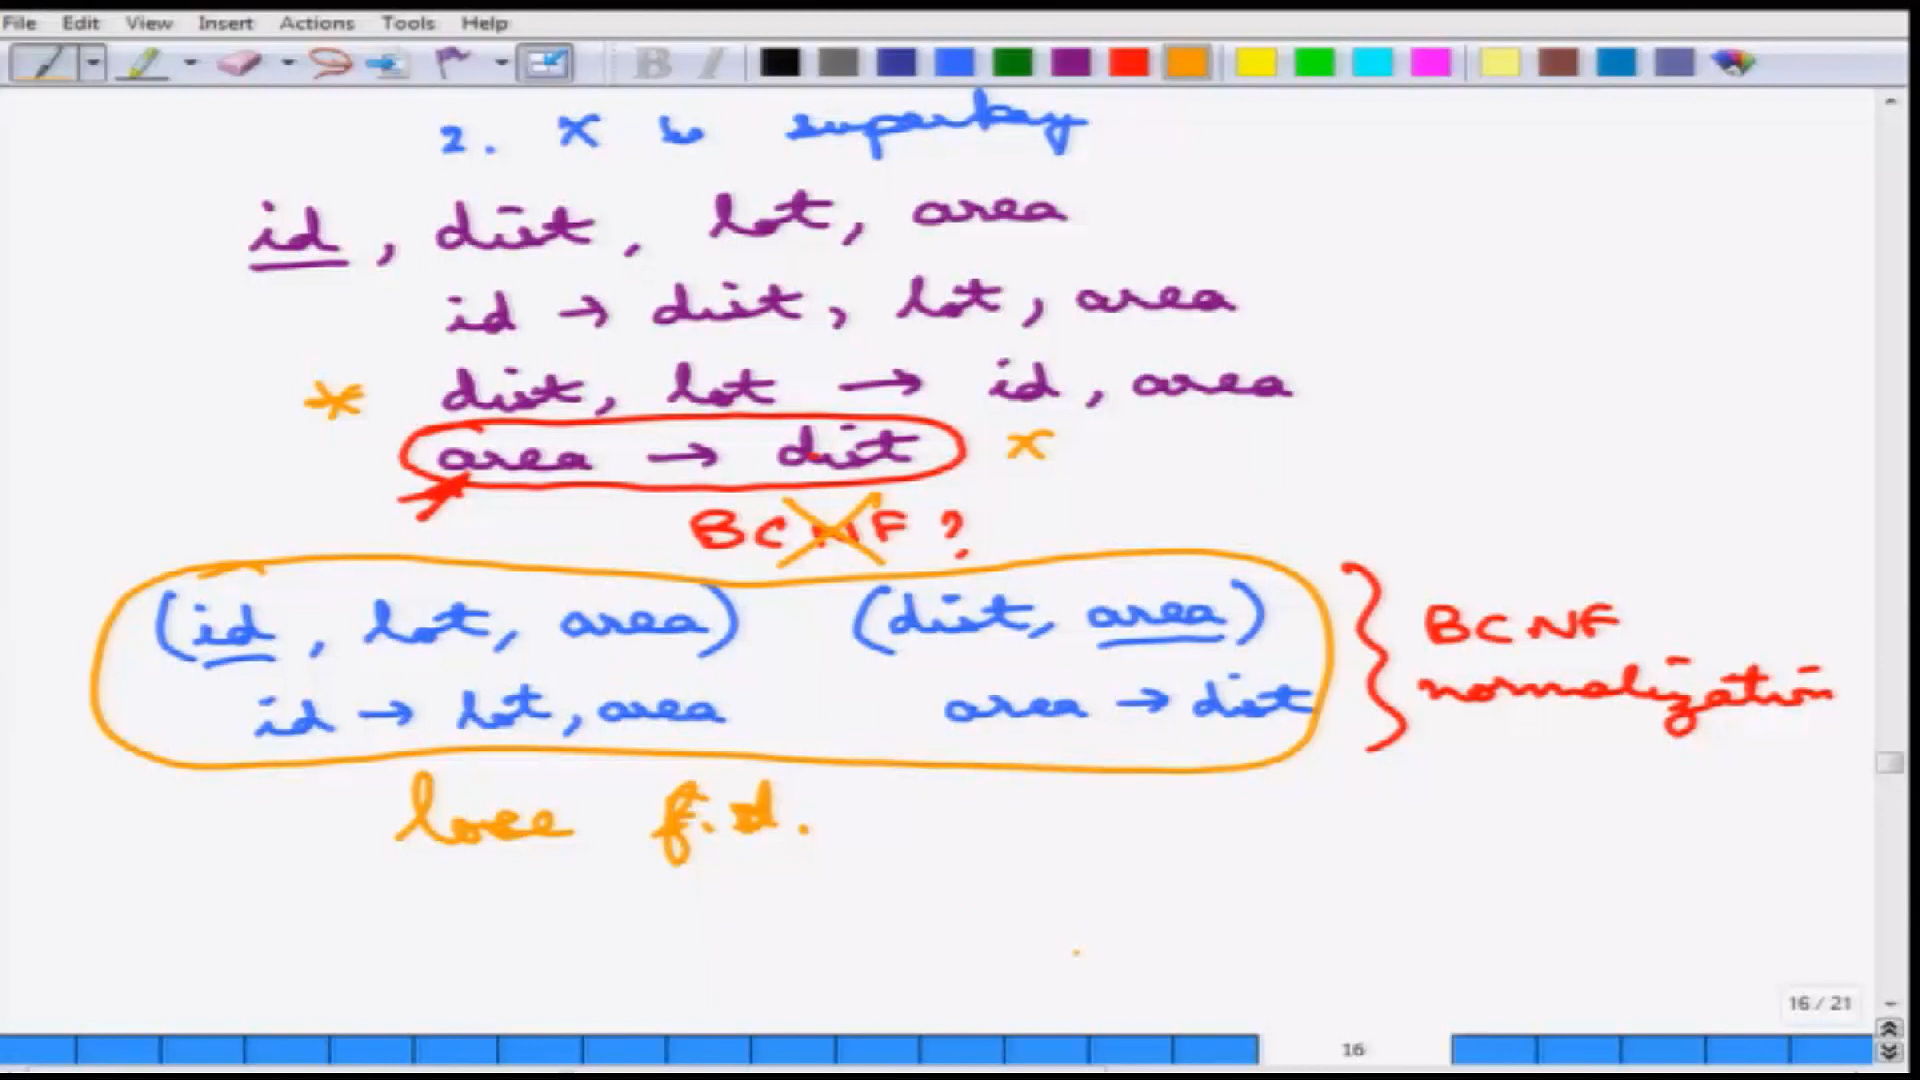 File Edit View Insert Actions Tools Help
B I
2. X is superkey
id, dist, lot, area
id → dist, lot, area
* dist, lot → id, area
area → dist x
BCNF ?
(id, lot, area) (dist, area)
id → lot, area area → dist
BCNF
normalization
lose f.d.
16 / 21
16